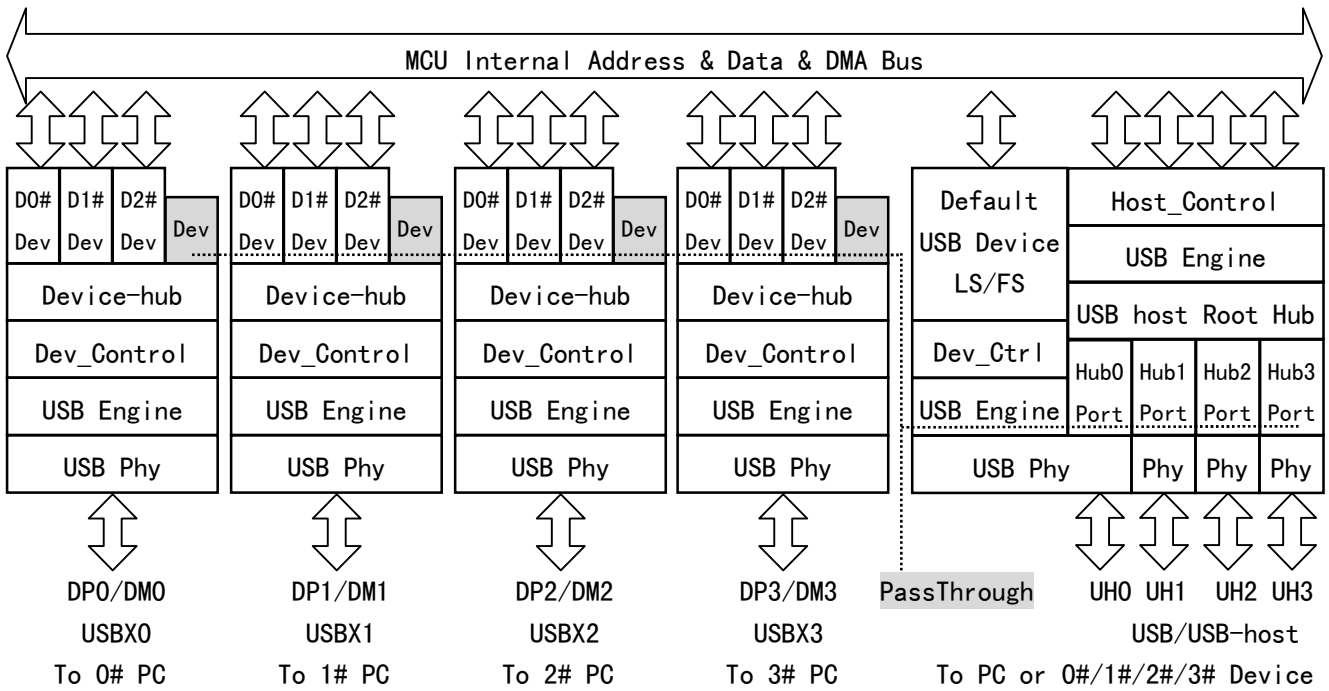 MCU Internal Address & Data & DMA Bus
D0# D1# D2#
Dev Dev Dev Dev
Device-hub
Dev_Control
USB Engine
USB Phy
DP0/DM0
USBX0
To 0# PC
D0# D1# D2#
Dev Dev Dev Dev
Device-hub
Dev_Control
USB Engine
USB Phy
DP1/DM1
USBX1
To 1# PC
D0# D1# D2#
Dev Dev Dev Dev
Device-hub
Dev_Control
USB Engine
USB Phy
DP2/DM2
USBX2
To 2# PC
D0# D1# D2#
Dev Dev Dev Dev
Device-hub
Dev_Control
USB Engine
USB Phy
DP3/DM3
USBX3
To 3# PC
PassThrough
Default
USB Device
LS/FS
Dev_Ctrl
USB Engine
Host_Control
USB Engine
USB host Root Hub
Hub0 Hub1 Hub2 Hub3
Port Port Port Port
USB Phy Phy Phy Phy
UH0 UH1 UH2 UH3
USB/USB-host
To PC or 0#/1#/2#/3# Device